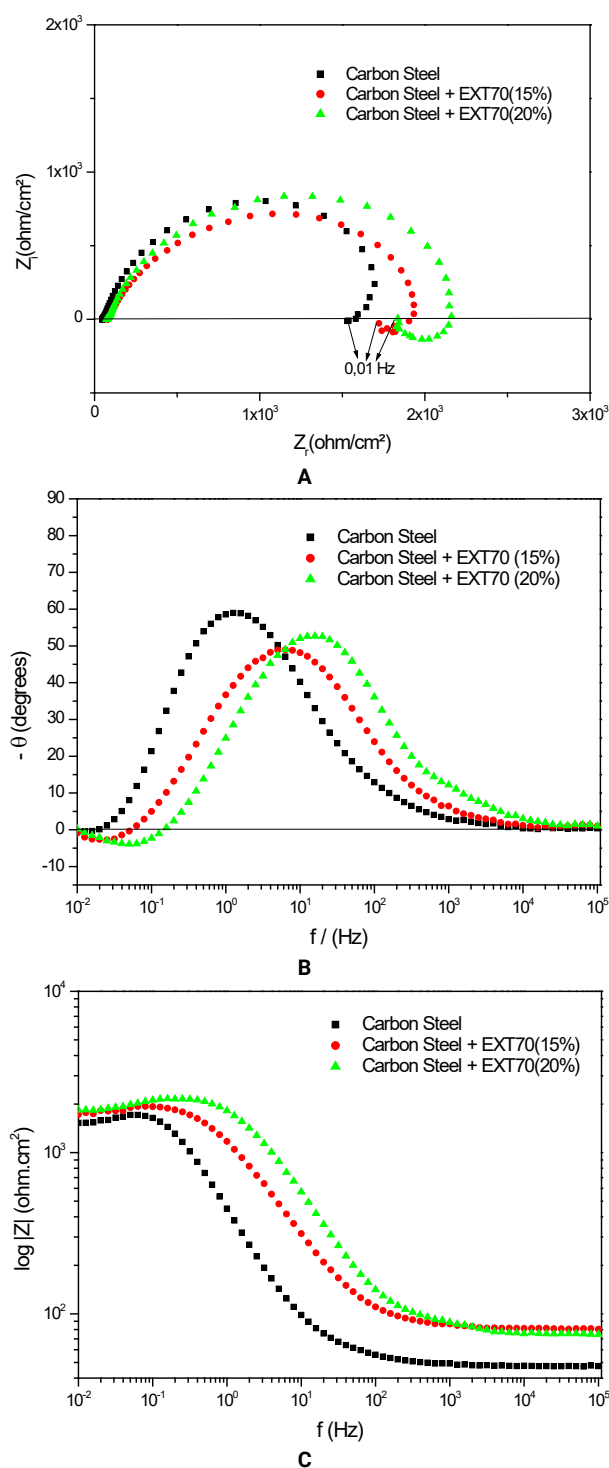 2x10³
Carbon Steel
Carbon Steel + EXT70(15%)
Carbon Steel + EXT70(20%)
Zᵢ(ohm/cm²)
1x10³
0
0,01 Hz
0 1x10³ 2x10³ 3x10³
Zᵣ(ohm/cm²)
A
90
80
70
60
50
40
30
20
10
0
-10
Carbon Steel
Carbon Steel + EXT70 (15%)
Carbon Steel + EXT70 (20%)
- θ (degrees)
10⁻² 10⁻¹ 10⁰ 10¹ 10² 10³ 10⁴ 10⁵
f / (Hz)
B
10⁴
Carbon Steel
Carbon Steel + EXT70(15%)
Carbon Steel + EXT70(20%)
log |Z| (ohm.cm²)
10³
10²
10⁻² 10⁻¹ 10⁰ 10¹ 10² 10³ 10⁴ 10⁵
f (Hz)
C